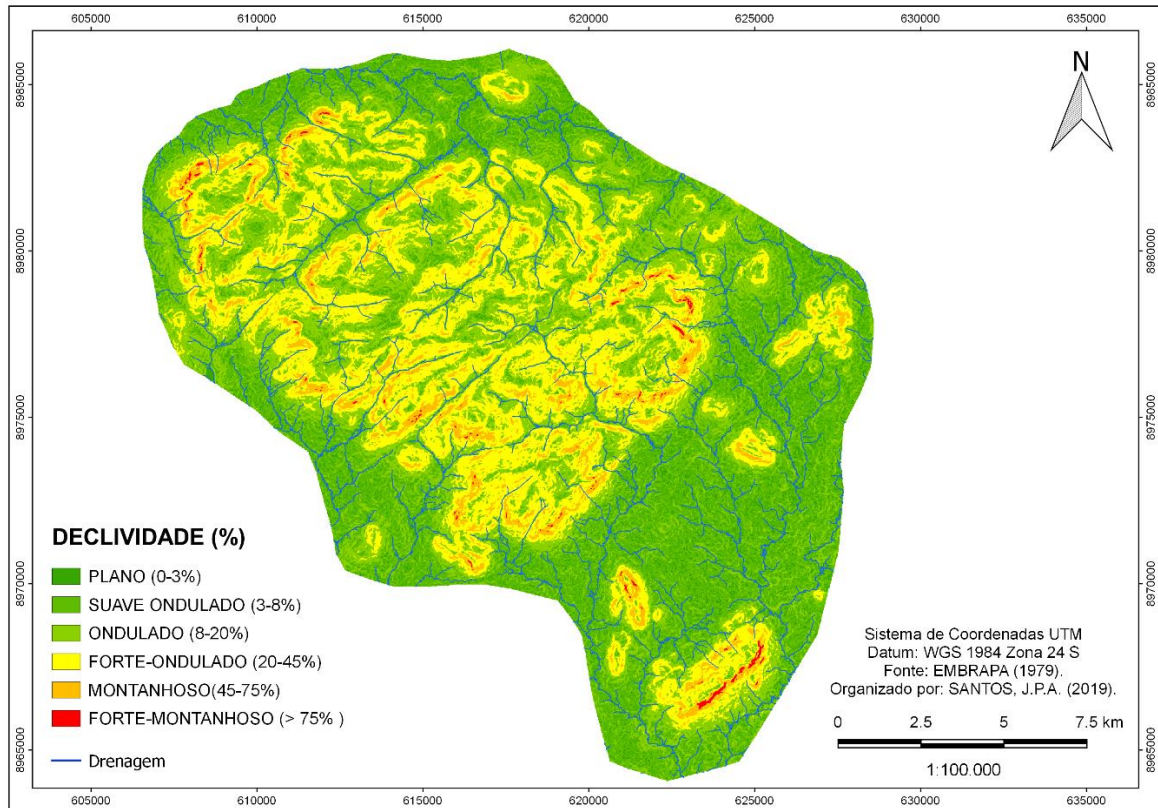 605000 610000 615000 620000 625000 630000 635000
8985000 8985000
N
8980000 8980000
8975000 8975000
DECLIVIDADE (%)
PLANO (0-3%)
SUAVE ONDULADO (3-8%)
8970000 8970000
ONDULADO (8-20%)
FORTE-ONDULADO (20-45%)
MONTANHOSO(45-75%)
FORTE-MONTANHOSO (> 75% )
Drenagem
Sistema de Coordenadas UTM
Datum: WGS 1984 Zona 24 S
Fonte: EMBRAPA (1979).
Organizado por: SANTOS, J.P.A. (2019).
0 2.5 5 7.5 km
1:100.000
8965000 8965000
605000 610000 615000 620000 625000 630000 635000